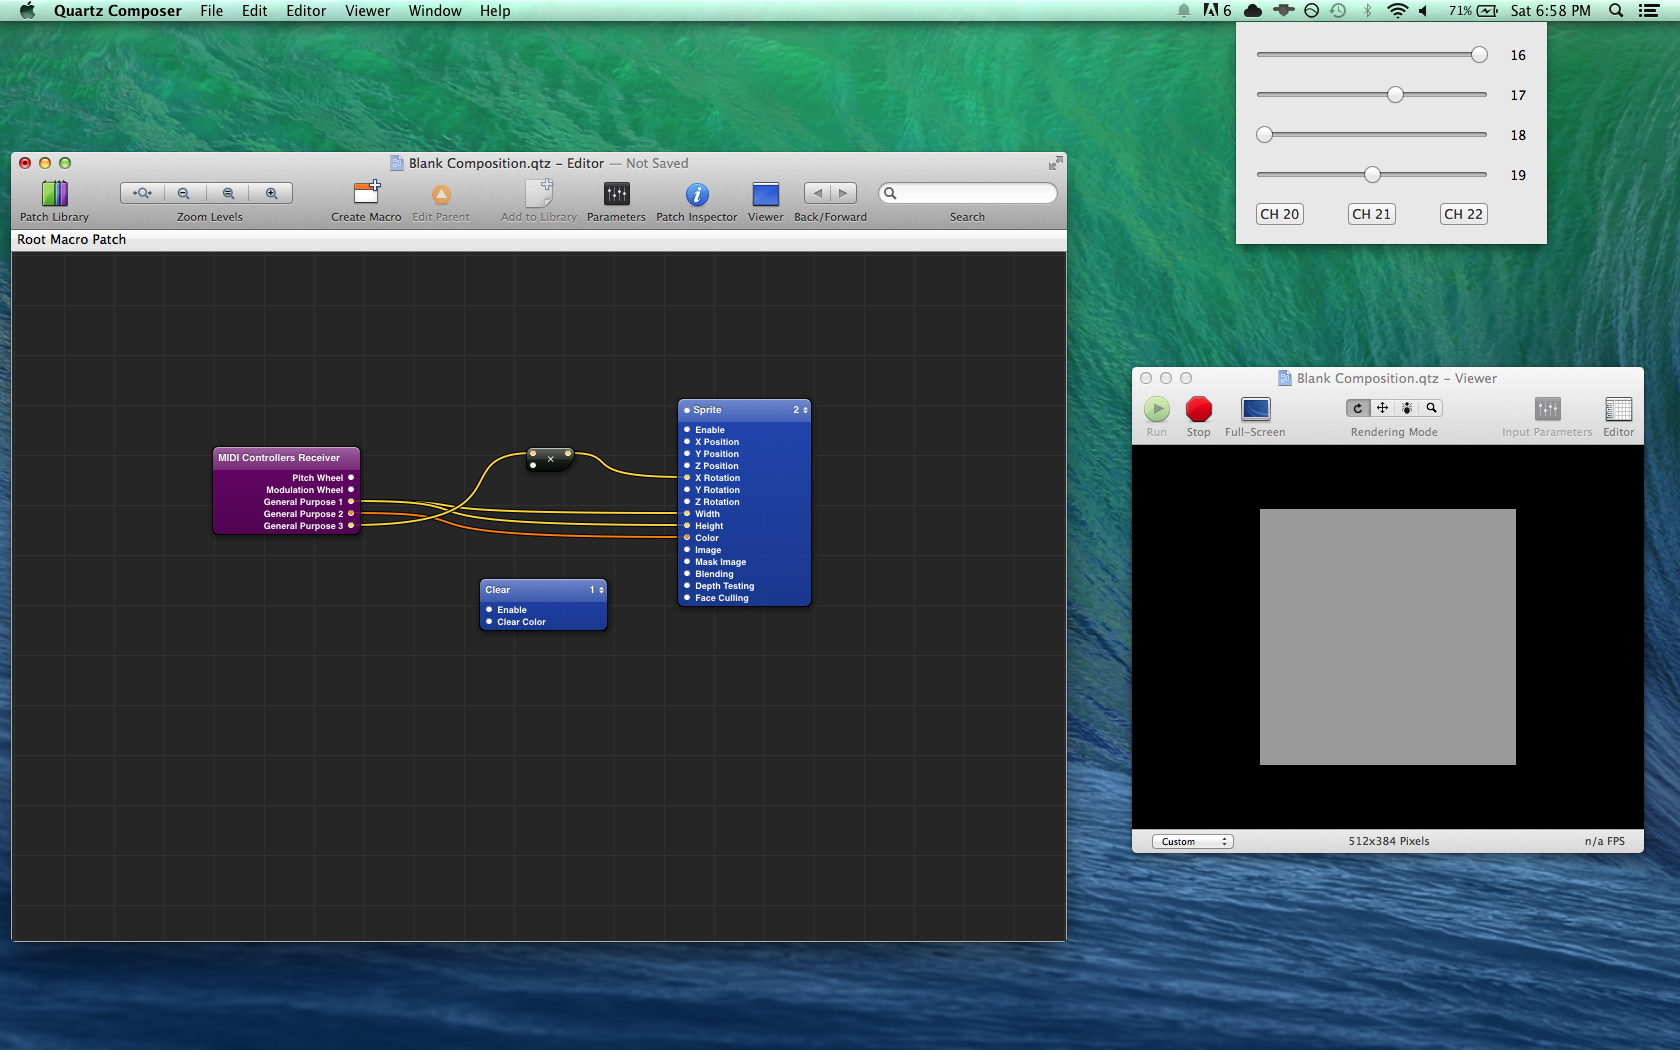 Quartz Composer File Edit Editor Viewer Window Help
6 71% Sat 6:58 PM
16
17
18
19
CH 20 CH 21 CH 22
Blank Composition.qtz – Editor — Not Saved
Patch Library Zoom Levels Create Macro Edit Parent Add to Library Parameters Patch Inspector Viewer Back/Forward Search
Root Macro Patch
MIDI Controllers Receiver
Pitch Wheel
Modulation Wheel
General Purpose 1
General Purpose 2
General Purpose 3
×
Sprite 2
Enable
X Position
Y Position
Z Position
X Rotation
Y Rotation
Z Rotation
Width
Height
Color
Image
Mask Image
Blending
Depth Testing
Face Culling
Clear 1
Enable
Clear Color
Blank Composition.qtz – Viewer
Run Stop Full-Screen Rendering Mode Input Parameters Editor
Custom 512x384 Pixels n/a FPS